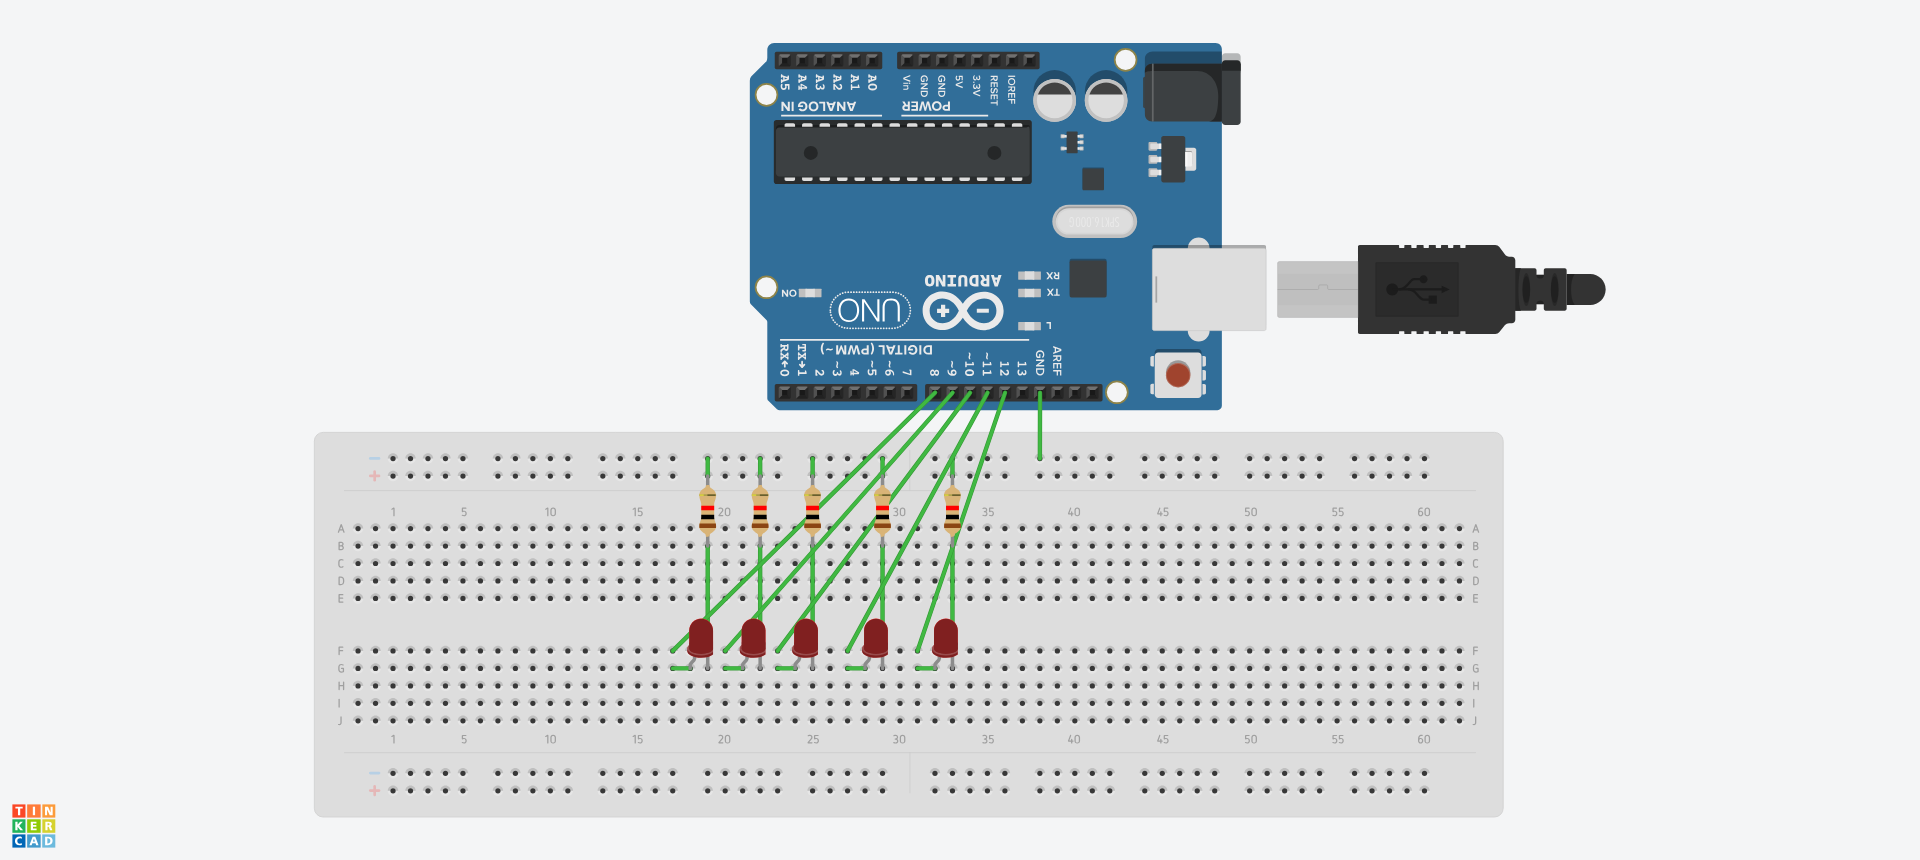 A5 A4 A3 A2 A1 A0 Vin GND GND 5V 3.3V RESET IOREF
ANALOG IN POWER
RX
TX
ARDUINO
ON
UNO
L
DIGITAL (PWM~)
RX←0 TX→1 2 ~3 4 ~5 ~6 7 8 ~9 ~10 ~11 12 13 GND AREF
−
+
1 5 10 15 20 30 35 40 45 50 55 60
A A
B B
C C
D D
E E
F F
G G
H H
I I
J J
1 5 10 15 20 25 30 35 40 45 50 55 60
−
+
TIN
KER
CAD